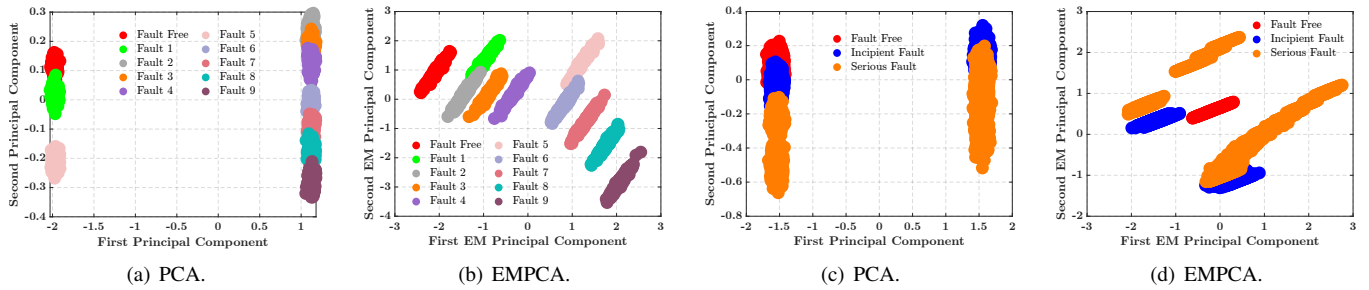 0.3
0.2
0.1
0
-0.1
-0.2
-0.3
-0.4
-2 -1.5 -1 -0.5 0 0.5 1
Second Principal Component
First Principal Component
Fault Free
Fault 1
Fault 2
Fault 3
Fault 4
Fault 5
Fault 6
Fault 7
Fault 8
Fault 9
(a) PCA.
3
2
1
0
-1
-2
-3
-4
-3 -2 -1 0 1 2 3
Second EM Principal Component
First EM Principal Component
Fault Free
Fault 1
Fault 2
Fault 3
Fault 4
Fault 5
Fault 6
Fault 7
Fault 8
Fault 9
(b) EMPCA.
0.4
0.2
0
-0.2
-0.4
-0.6
-0.8
-1.5 -1 -0.5 0 0.5 1 1.5 2
Second Principal Component
First Principal Component
Fault Free
Incipient Fault
Serious Fault
(c) PCA.
3
2
1
0
-1
-2
-3 -2 -1 0 1 2 3
Second EM Principal Component
First EM Principal Component
Fault Free
Incipient Fault
Serious Fault
(d) EMPCA.